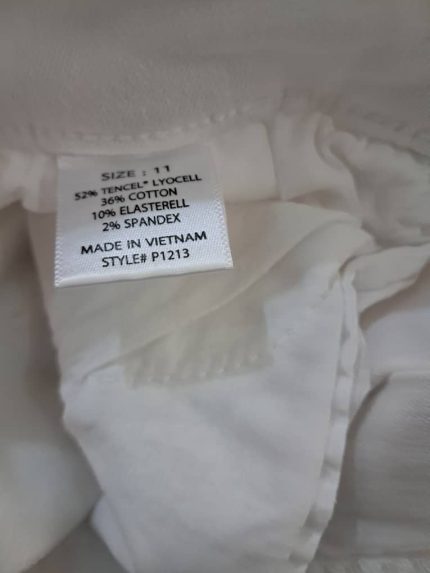 SIZE : 11
52% TENCEL® LYOCELL
36% COTTON
10% ELASTERELL
2% SPANDEX
MADE IN VIETNAM
STYLE# P1213